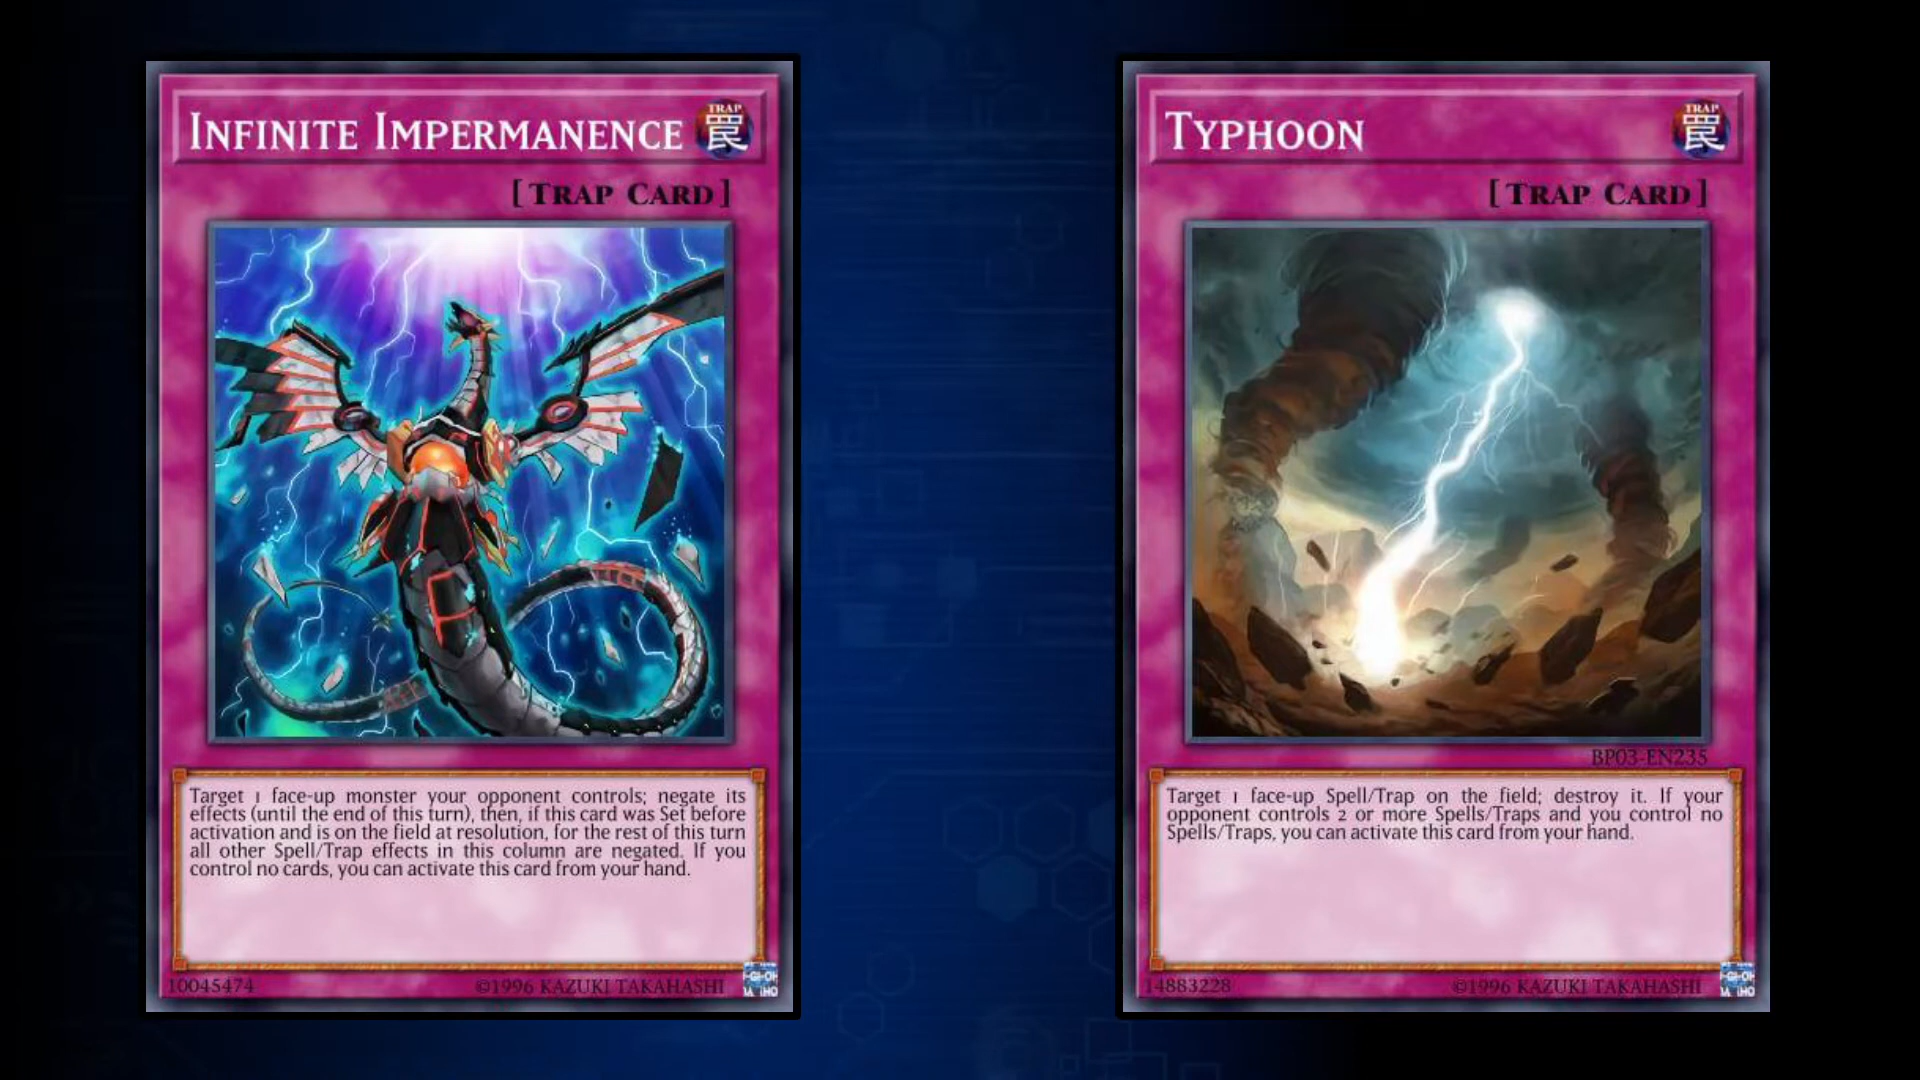 INFINITE IMPERMANENCE
TRAP
罠
[TRAP CARD]
Target 1 face-up monster your opponent controls; negate its
effects (until the end of this turn), then, if this card was Set before
activation and is on the field at resolution, for the rest of this turn
all other Spell/Trap effects in this column are negated. If you
control no cards, you can activate this card from your hand.
10045474
©1996 KAZUKI TAKAHASHI
TYPHOON
TRAP
罠
[TRAP CARD]
BP03-EN235
Target 1 face-up Spell/Trap on the field; destroy it. If your
opponent controls 2 or more Spells/Traps and you control no
Spells/Traps, you can activate this card from your hand.
14883228
©1996 KAZUKI TAKAHASHI